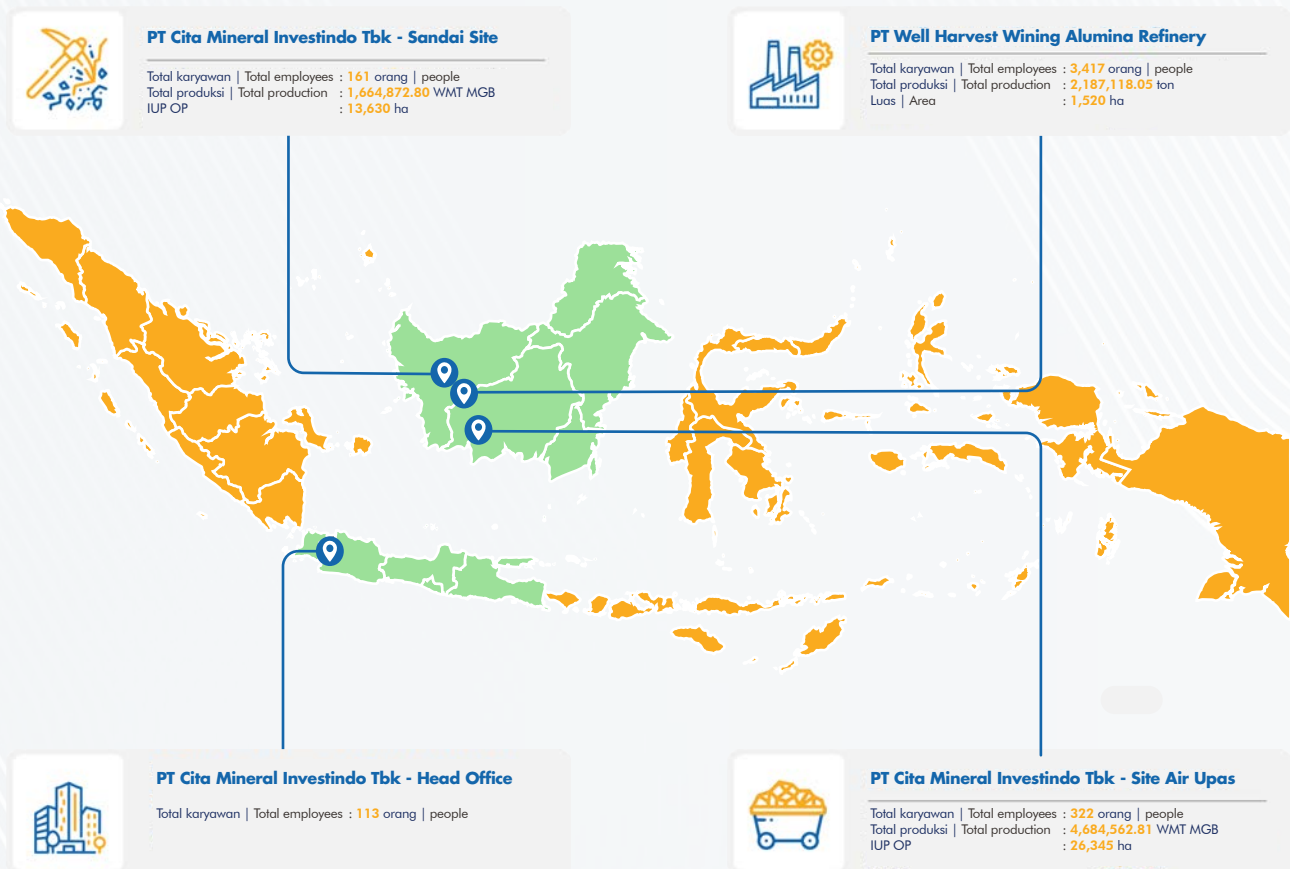 PT Cita Mineral Investindo Tbk - Sandai Site
Total karyawan | Total employees : 161 orang | people
Total produksi | Total production : 1,664,872.80 WMT MGB
IUP OP : 13,630 ha
PT Well Harvest Wining Alumina Refinery
Total karyawan | Total employees : 3,417 orang | people
Total produksi | Total production : 2,187,118.05 ton
Luas | Area : 1,520 ha
PT Cita Mineral Investindo Tbk - Head Office
Total karyawan | Total employees : 113 orang | people
PT Cita Mineral Investindo Tbk - Site Air Upas
Total karyawan | Total employees : 322 orang | people
Total produksi | Total production : 4,684,562.81 WMT MGB
IUP OP : 26,345 ha